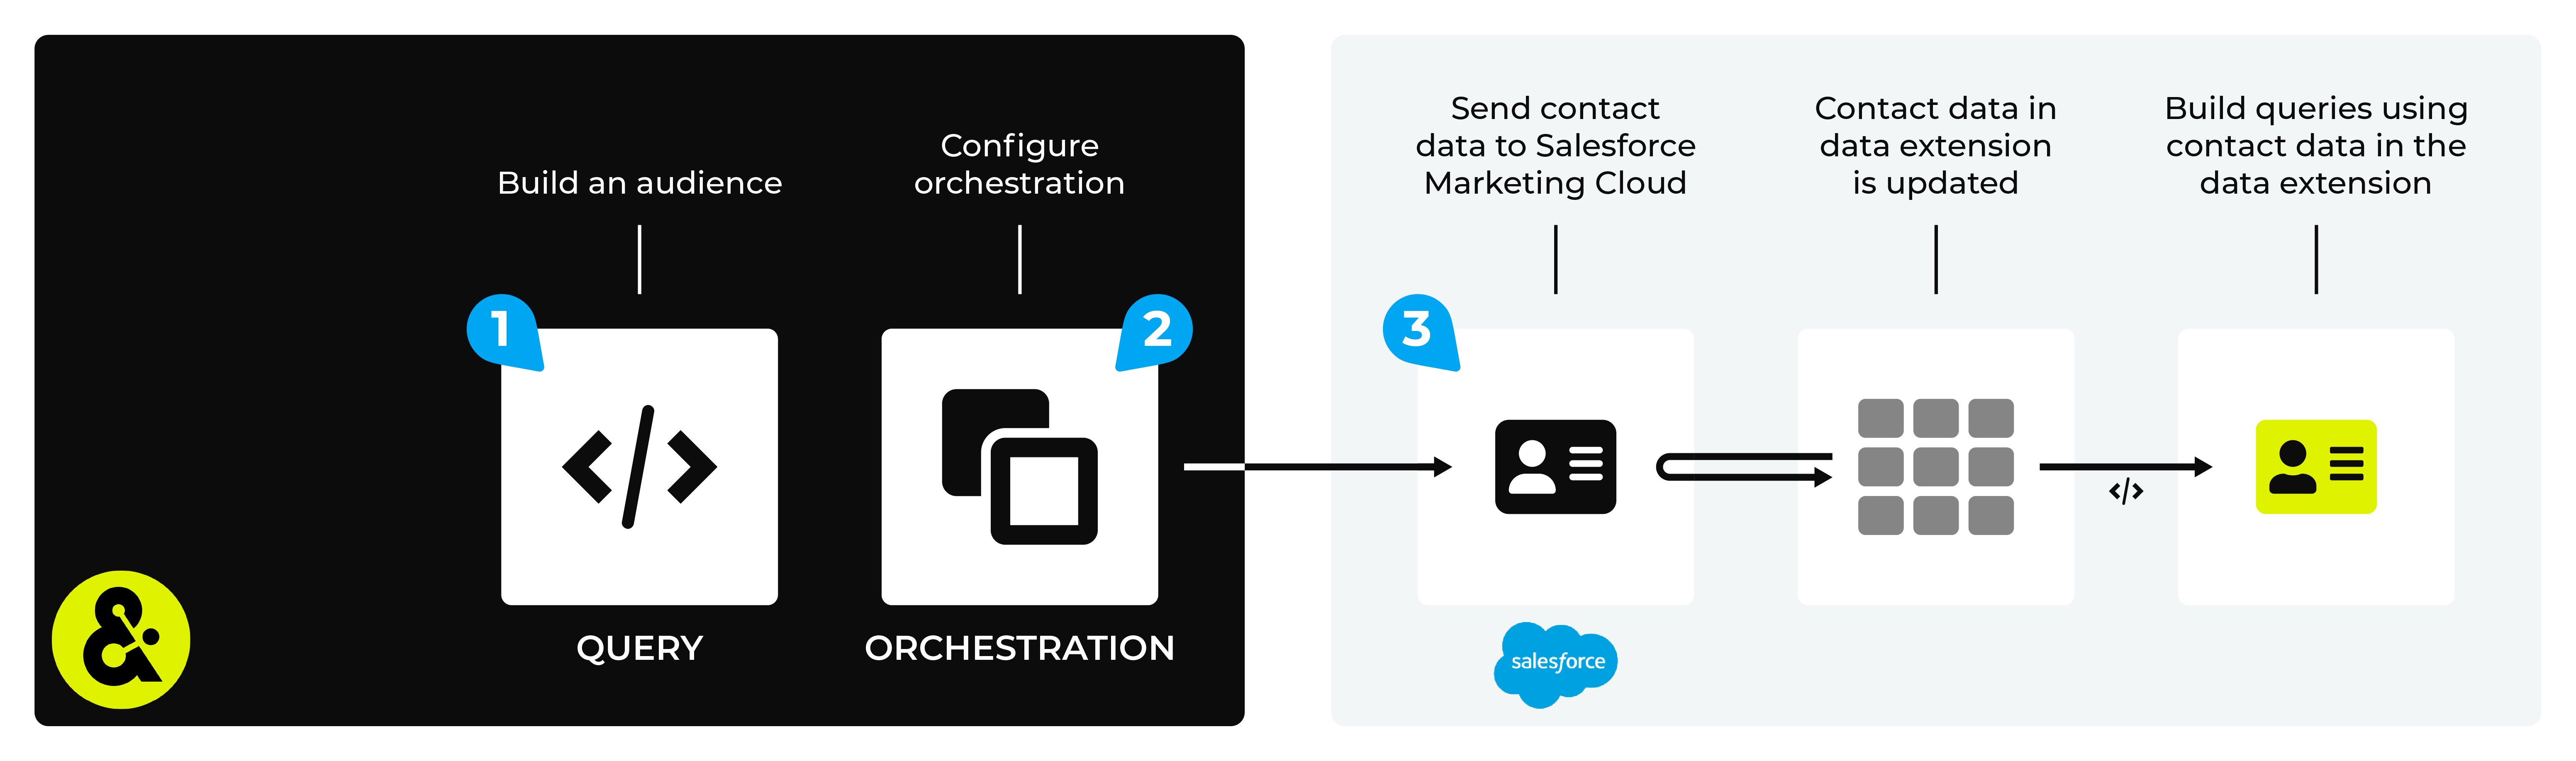 Build an audience
Configure
orchestration
1
2
</>
QUERY
ORCHESTRATION
&
Send contact
data to Salesforce
Marketing Cloud
Contact data in
data extension
is updated
Build queries using
contact data in the
data extension
3
</>
salesforce